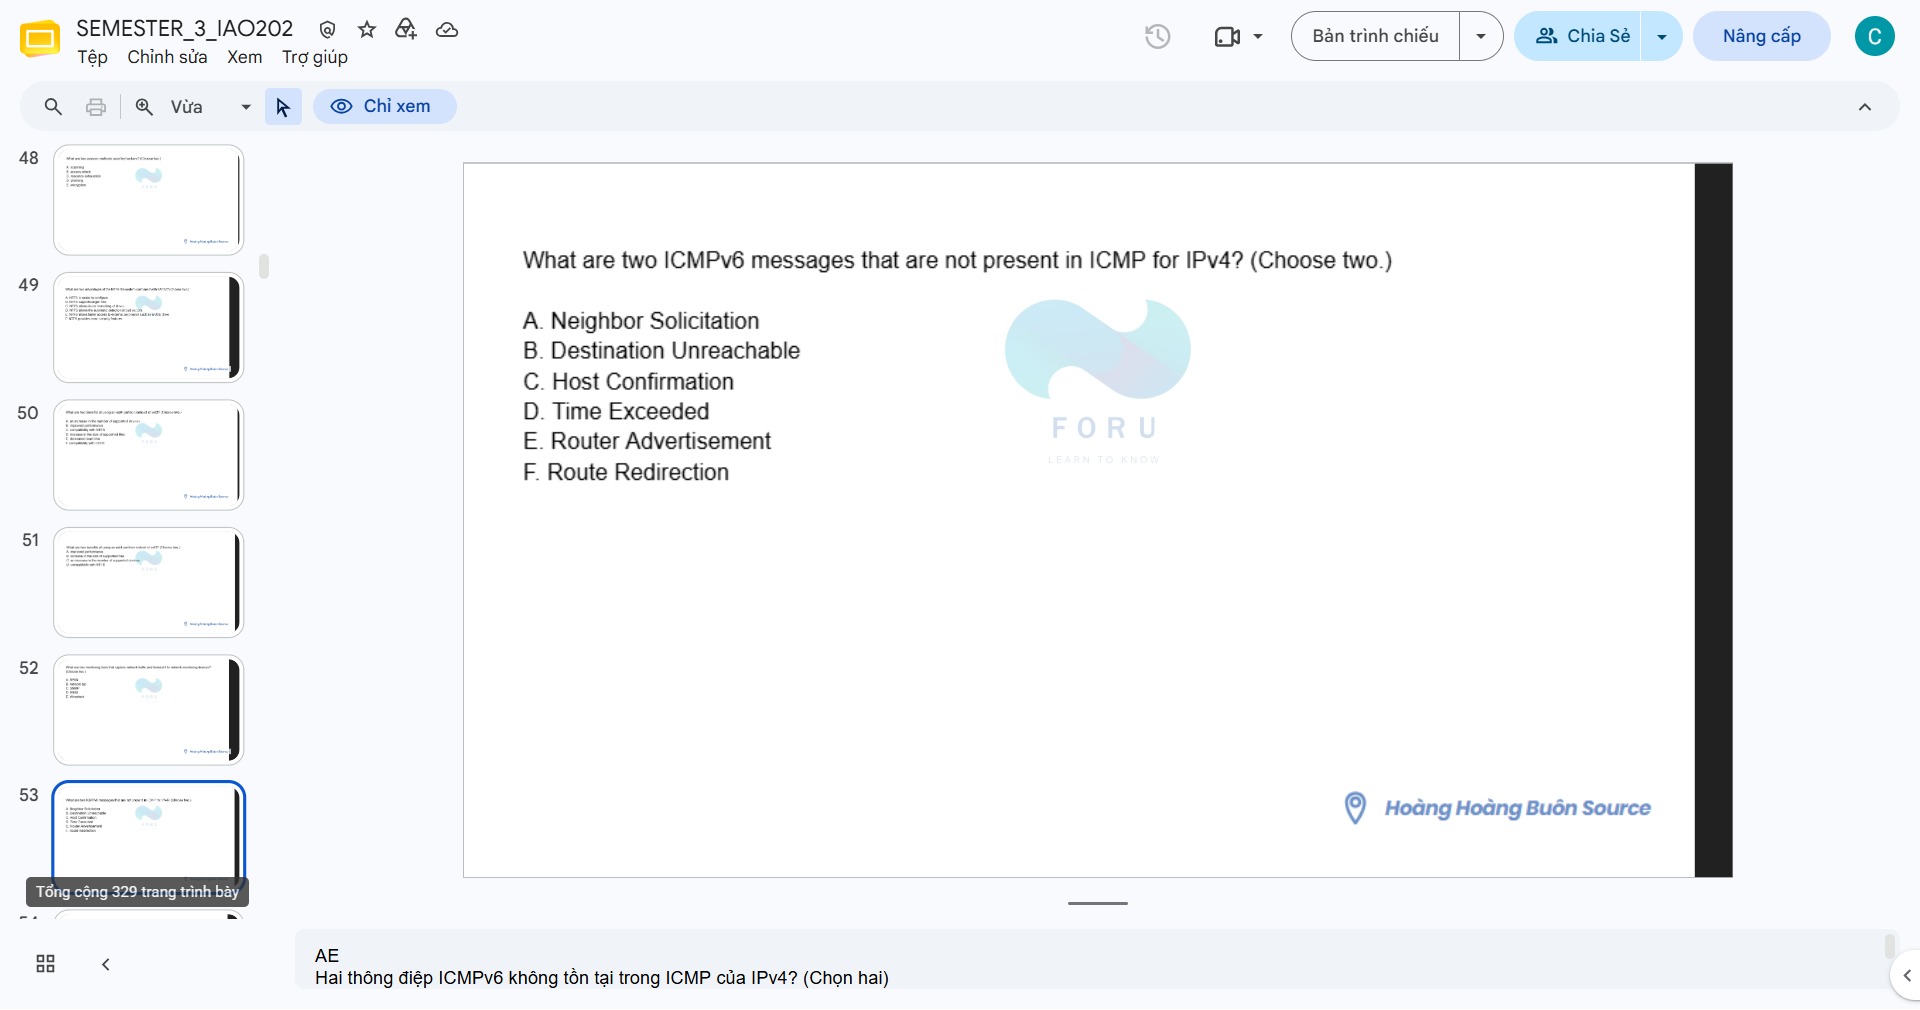 SEMESTER_3_IAO202
Tệp Chỉnh sửa Xem Trợ giúp
Bản trình chiếu
Chia Sẻ
Nâng cấp
C
Vừa
Chỉ xem
48
49
50
51
52
53
Tổng cộng 329 trang trình bày
What are two ICMPv6 messages that are not present in ICMP for IPv4? (Choose two.)
A. Neighbor Solicitation
B. Destination Unreachable
C. Host Confirmation
D. Time Exceeded
E. Router Advertisement
F. Route Redirection
FORU
LEARN TO KNOW
Hoàng Hoàng Buôn Source
AE
Hai thông điệp ICMPv6 không tồn tại trong ICMP của IPv4? (Chọn hai)